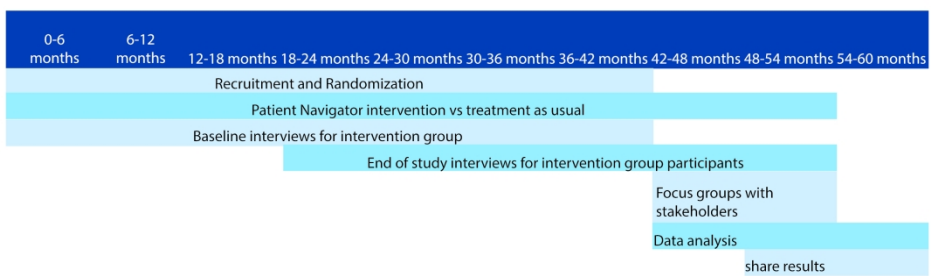 0-6 months
6-12 months
12-18 months
18-24 months
24-30 months
30-36 months
36-42 months
42-48 months
48-54 months
54-60 months
Recruitment and Randomization
Patient Navigator intervention vs treatment as usual
Baseline interviews for intervention group
End of study interviews for intervention group participants
Focus groups with
stakeholders
Data analysis
share results